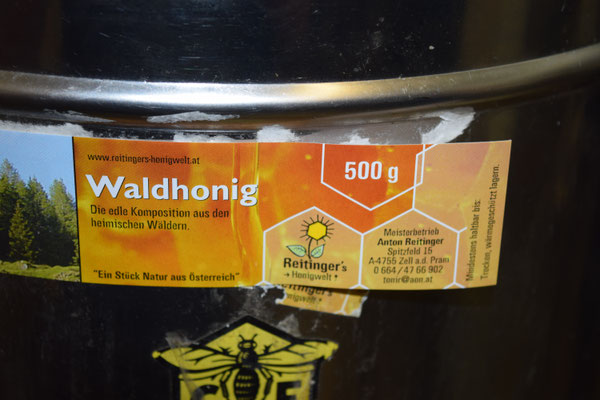 www.reitingers-honigwelt.at
Waldhonig
Die edle Komposition aus den
heimischen Wäldern.
"Ein Stück Natur aus Österreich"
500 g
Reitinger's
Honigwelt
Meisterbetrieb
Anton Reitinger
Spitzfeld 15
A-4755 Zell a.d. Pram
0 664 / 47 66 902
Mindestens haltbar bis:
Trocken, wärmegeschützt lagern.
Reitinger's
Honigwelt